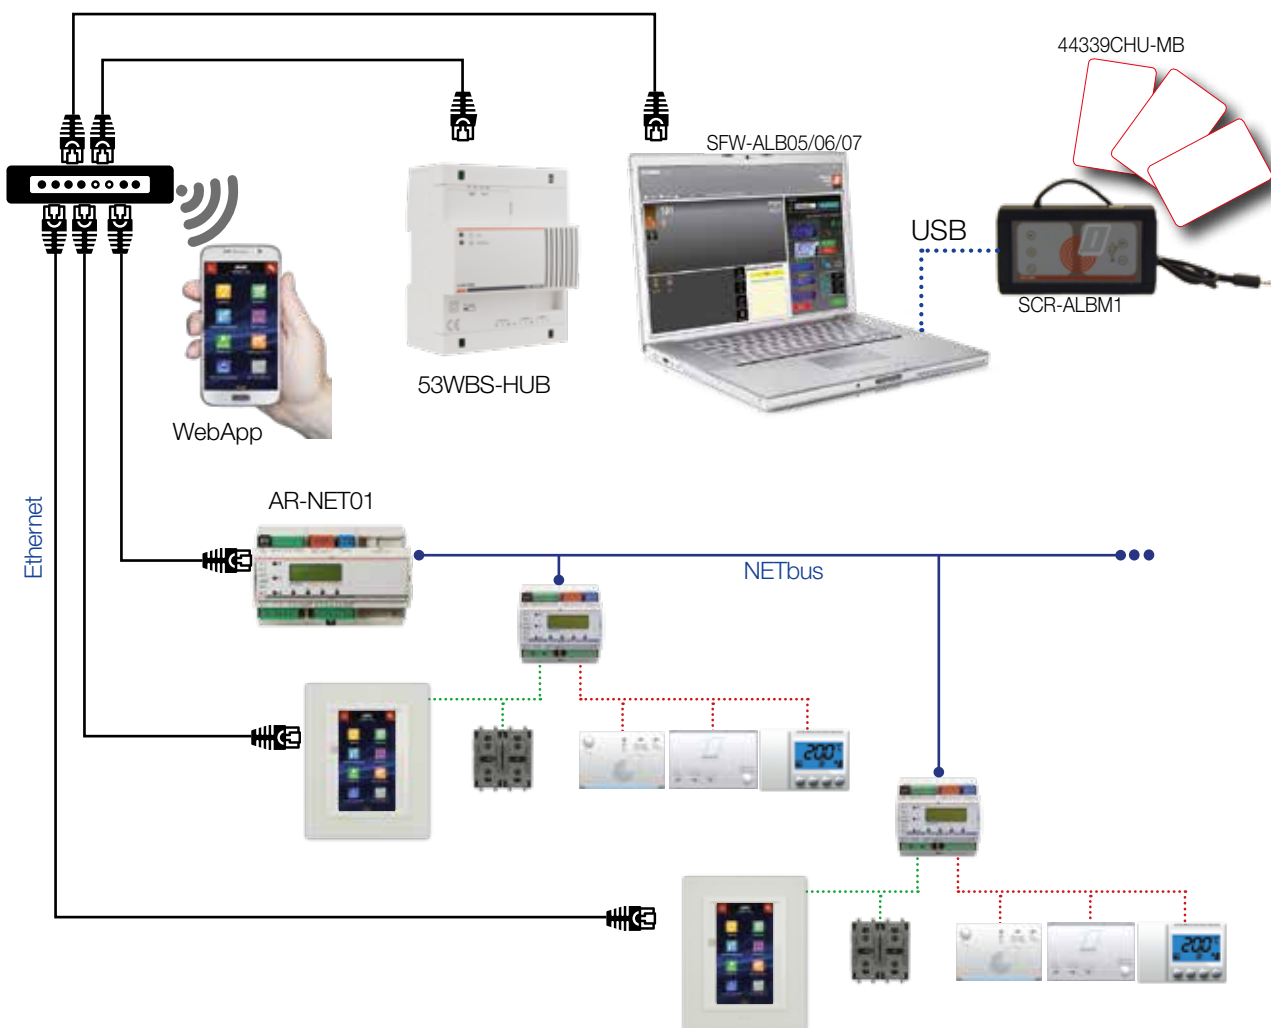 44339CHU-MB
SFW-ALB05/06/07
USB
SCR-ALBM1
53WBS-HUB
WebApp
Ethernet
AR-NET01
NETbus